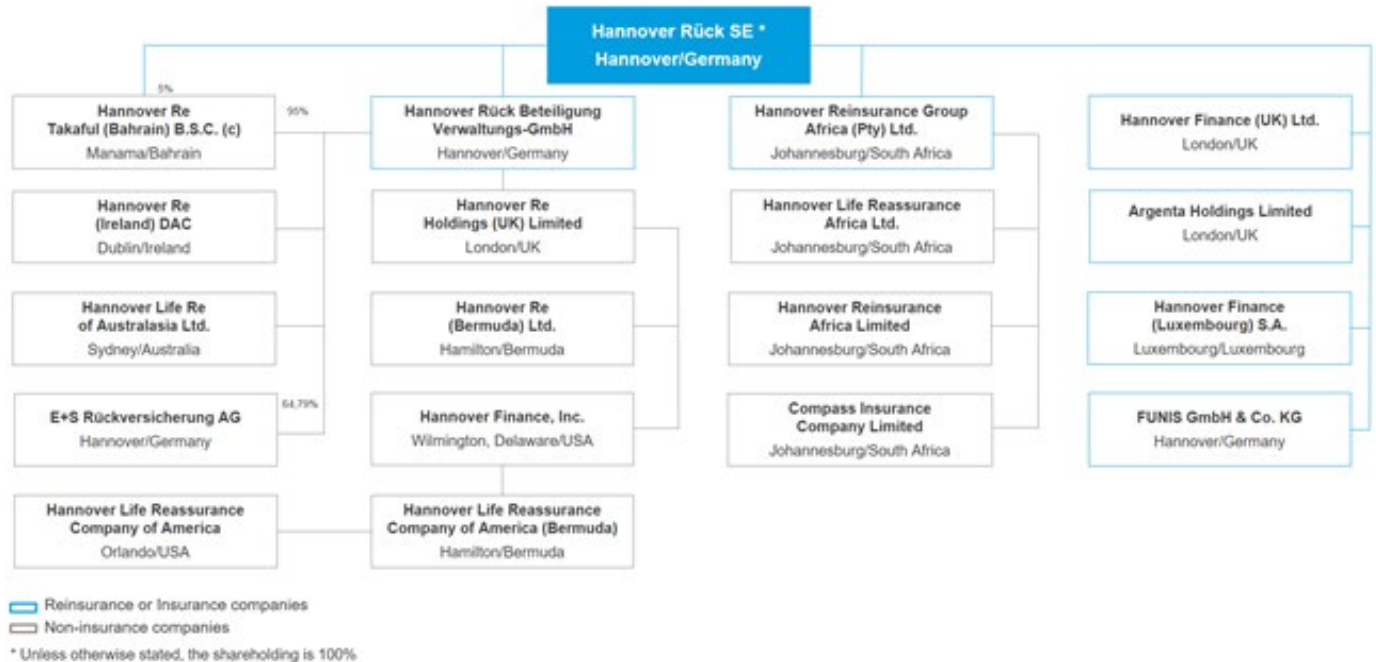 Hannover Rück SE *
Hannover/Germany
5%
95%
Hannover Re
Takaful (Bahrain) B.S.C. (c)
Manama/Bahrain
Hannover Rück Beteiligung
Verwaltungs-GmbH
Hannover/Germany
Hannover Reinsurance Group
Africa (Pty) Ltd.
Johannesburg/South Africa
Hannover Finance (UK) Ltd.
London/UK
Hannover Re
(Ireland) DAC
Dublin/Ireland
Hannover Re
Holdings (UK) Limited
London/UK
Hannover Life Reassurance
Africa Ltd.
Johannesburg/South Africa
Argenta Holdings Limited
London/UK
Hannover Life Re
of Australasia Ltd.
Sydney/Australia
Hannover Re
(Bermuda) Ltd.
Hamilton/Bermuda
Hannover Reinsurance
Africa Limited
Johannesburg/South Africa
Hannover Finance
(Luxembourg) S.A.
Luxembourg/Luxembourg
64,79%
E+S Rückversicherung AG
Hannover/Germany
Hannover Finance, Inc.
Wilmington, Delaware/USA
Compass Insurance
Company Limited
Johannesburg/South Africa
FUNIS GmbH & Co. KG
Hannover/Germany
Hannover Life Reassurance
Company of America
Orlando/USA
Hannover Life Reassurance
Company of America (Bermuda)
Hamilton/Bermuda
Reinsurance or Insurance companies
Non-insurance companies
* Unless otherwise stated, the shareholding is 100%